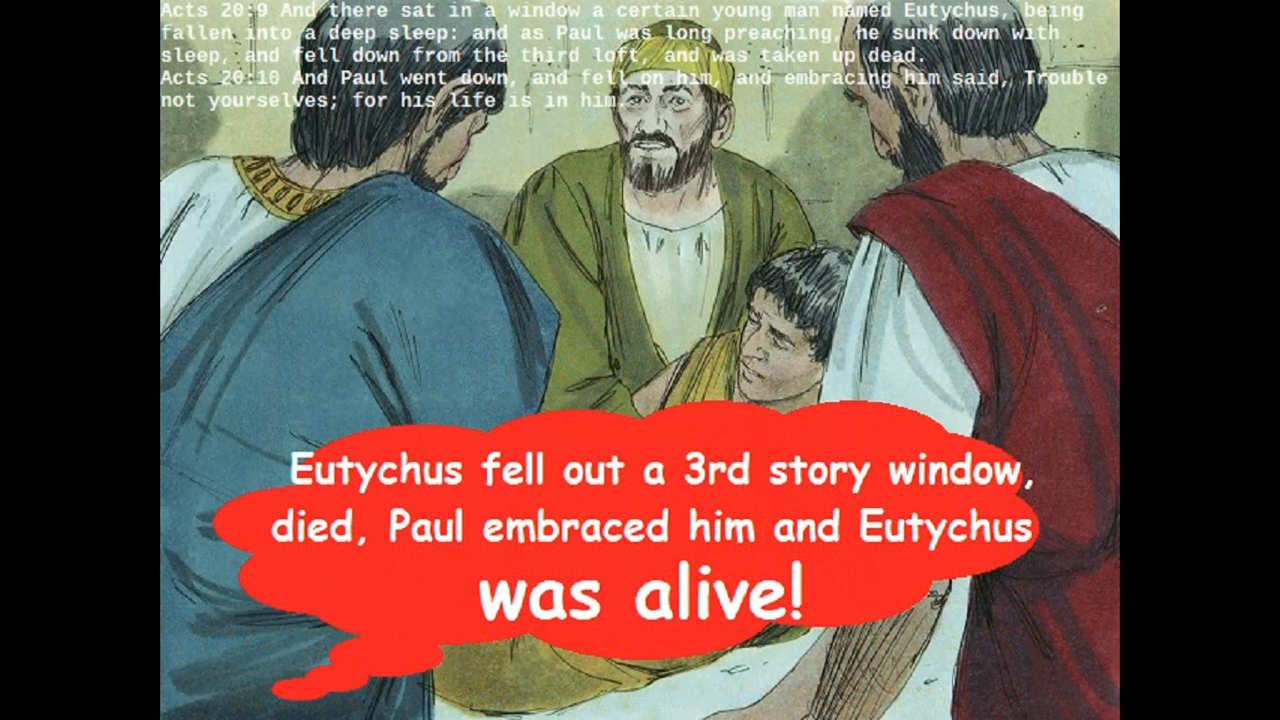 Acts 20:9 And there sat in a window a certain young man named Eutychus, being
fallen into a deep sleep: and as Paul was long preaching, he sunk down with
sleep, and fell down from the third loft, and was taken up dead.
Acts 20:10 And Paul went down, and fell on him, and embracing him said, Trouble
not yourselves; for his life is in him.
Eutychus fell out a 3rd story window,
died, Paul embraced him and Eutychus
was alive!